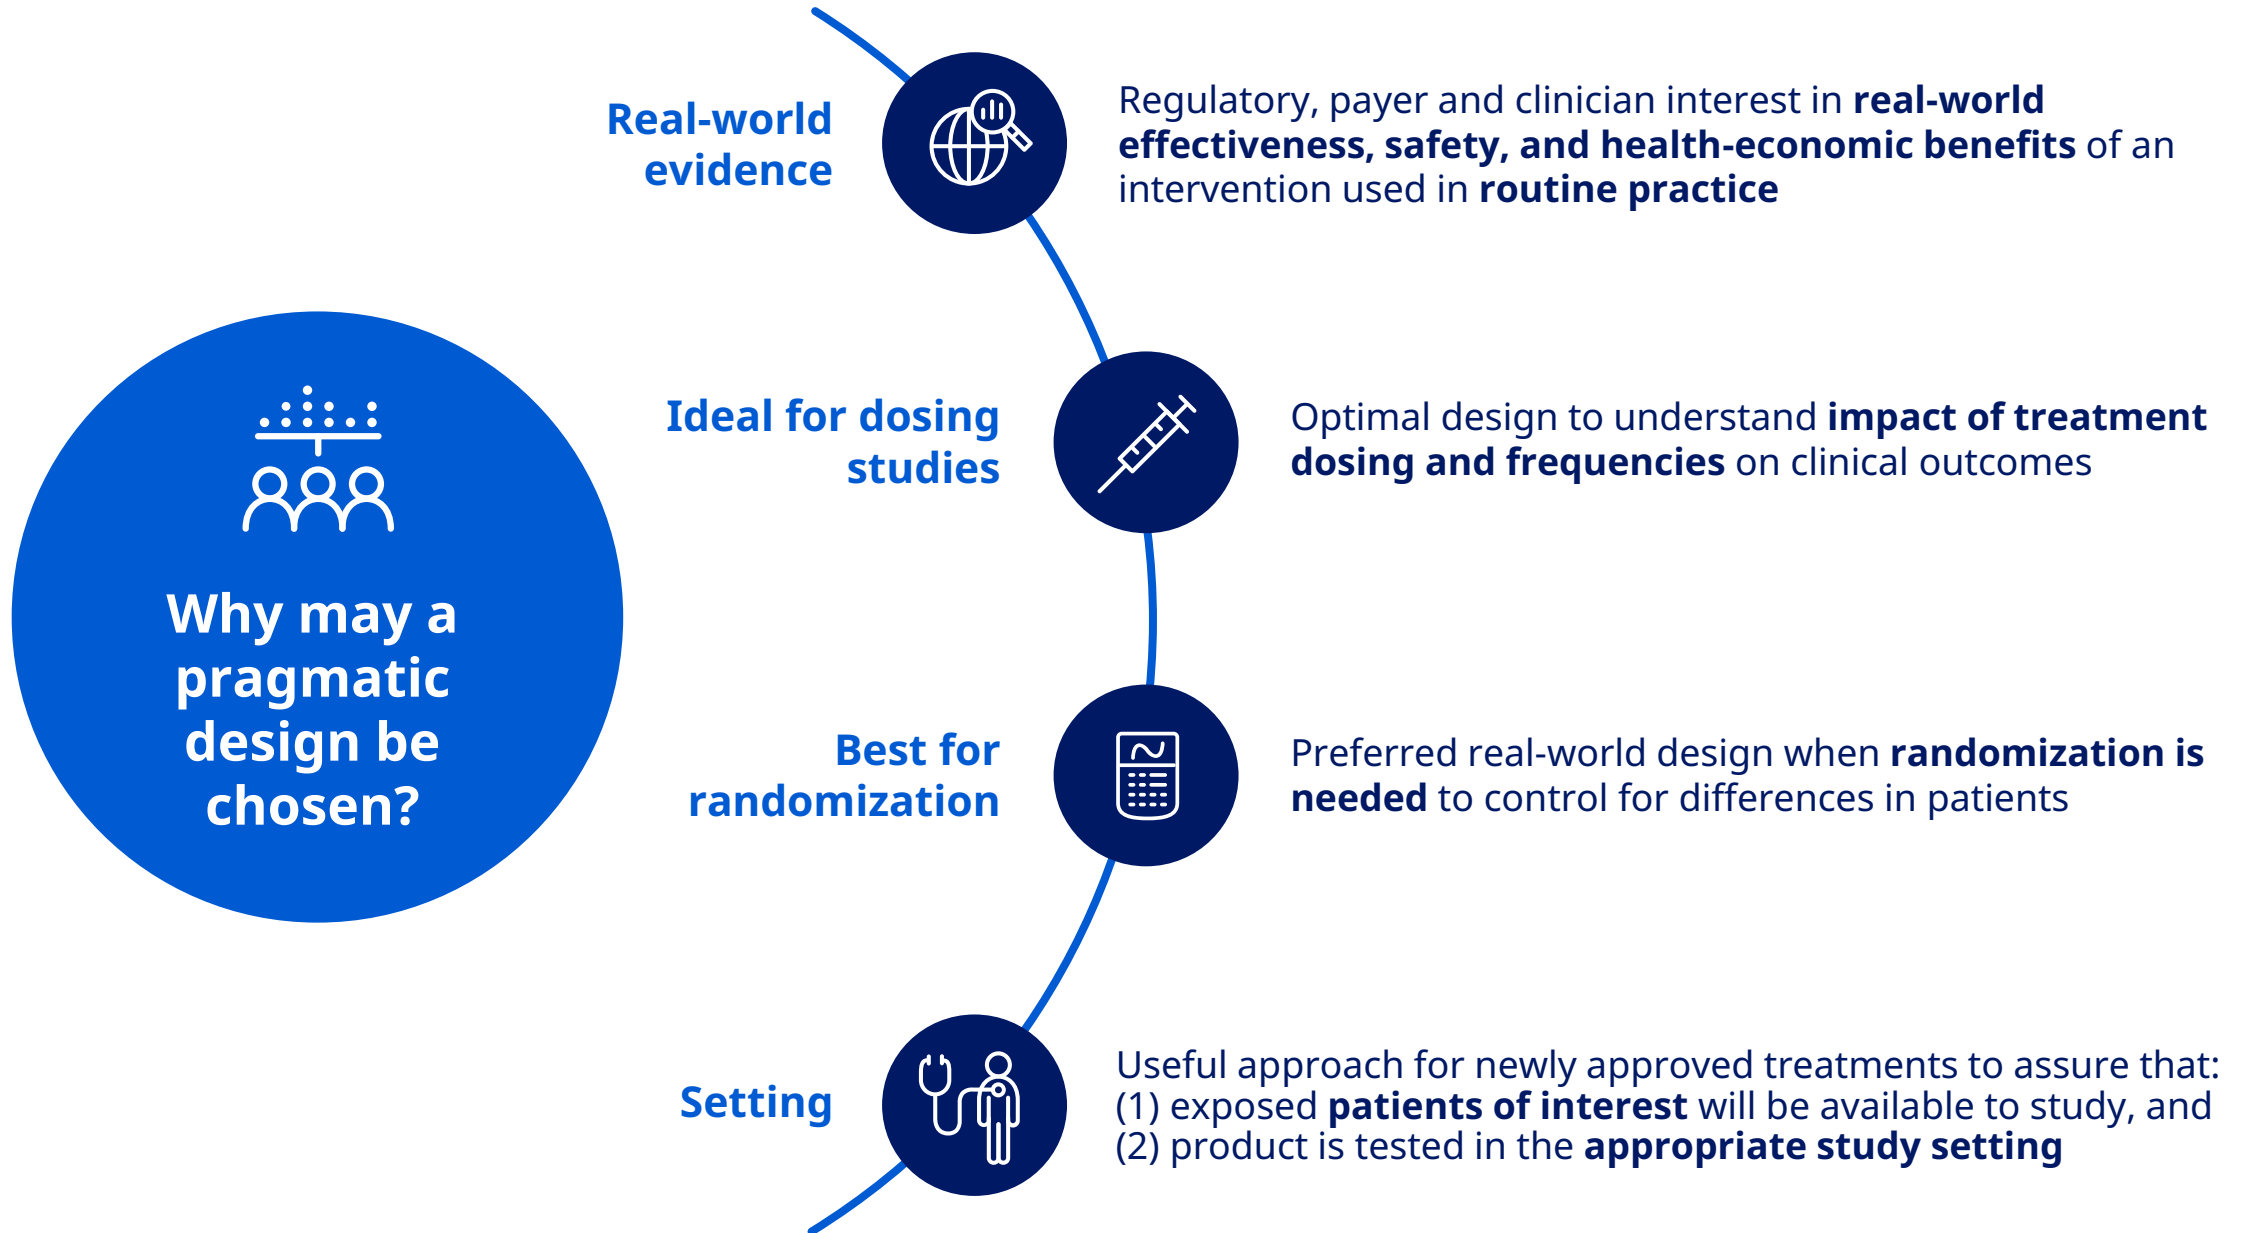 Why may a
pragmatic
design be
chosen?
Real-world
evidence
Regulatory, payer and clinician interest in real-world
effectiveness, safety, and health-economic benefits of an
intervention used in routine practice
Ideal for dosing
studies
Optimal design to understand impact of treatment
dosing and frequencies on clinical outcomes
Best for
randomization
Preferred real-world design when randomization is
needed to control for differences in patients
Setting
Useful approach for newly approved treatments to assure that:
(1) exposed patients of interest will be available to study, and
(2) product is tested in the appropriate study setting